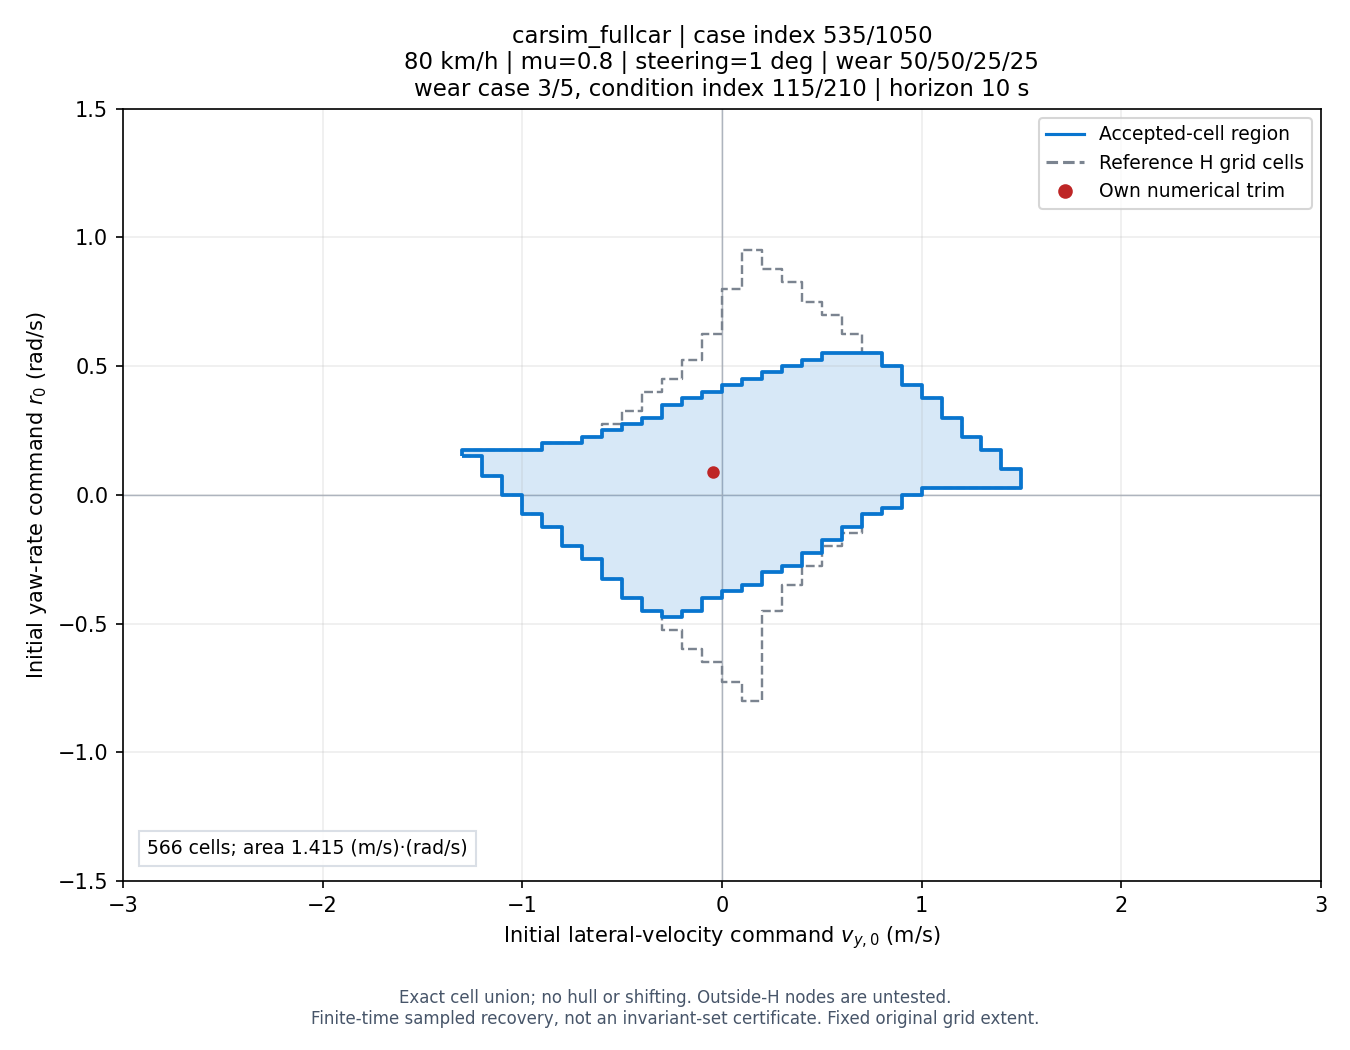 carsim_fullcar | case index 535/1050
80 km/h | mu=0.8 | steering=1 deg | wear 50/50/25/25
wear case 3/5, condition index 115/210 | horizon 10 s
Accepted-cell region
Reference H grid cells
Own numerical trim
1.5
1.0
0.5
0.0
−0.5
−1.0
−1.5
Initial yaw-rate command r₀ (rad/s)
566 cells; area 1.415 (m/s)·(rad/s)
−3
−2
−1
0
1
2
3
Initial lateral-velocity command v_{y,0} (m/s)
Exact cell union; no hull or shifting. Outside-H nodes are untested.
Finite-time sampled recovery, not an invariant-set certificate. Fixed original grid extent.